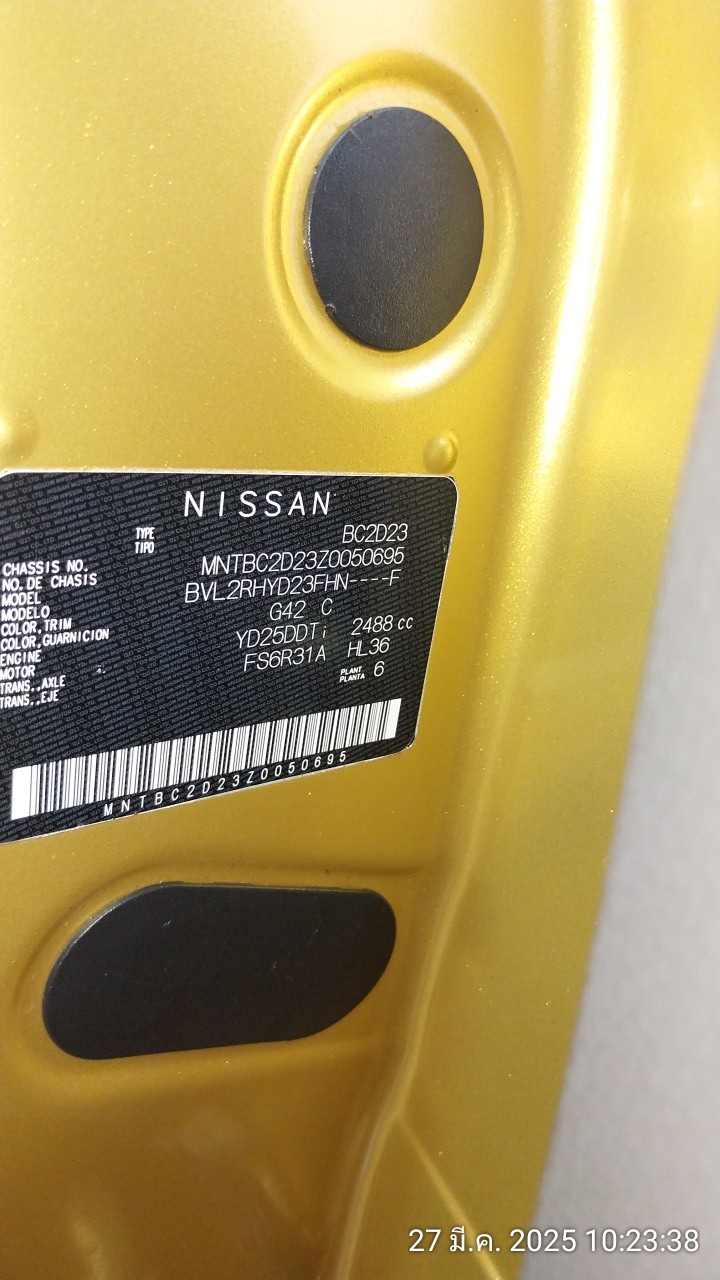 NISSAN
TYPE BC2D23
TIPO
CHASSIS NO. MNTBC2D23Z0050695
NO. DE CHASIS
MODEL BVL2RHYD23FHN----F
MODELO
COLOR,TRIM G42 C
COLOR,GUARNICION
ENGINE YD25DDTi 2488 cc
MOTOR
TRANS.,AXLE FS6R31A HL36
TRANS.,EJE
PLANT 6
PLANTA
MNTBC2D23Z0050695
27 มี.ค. 2025 10:23:38